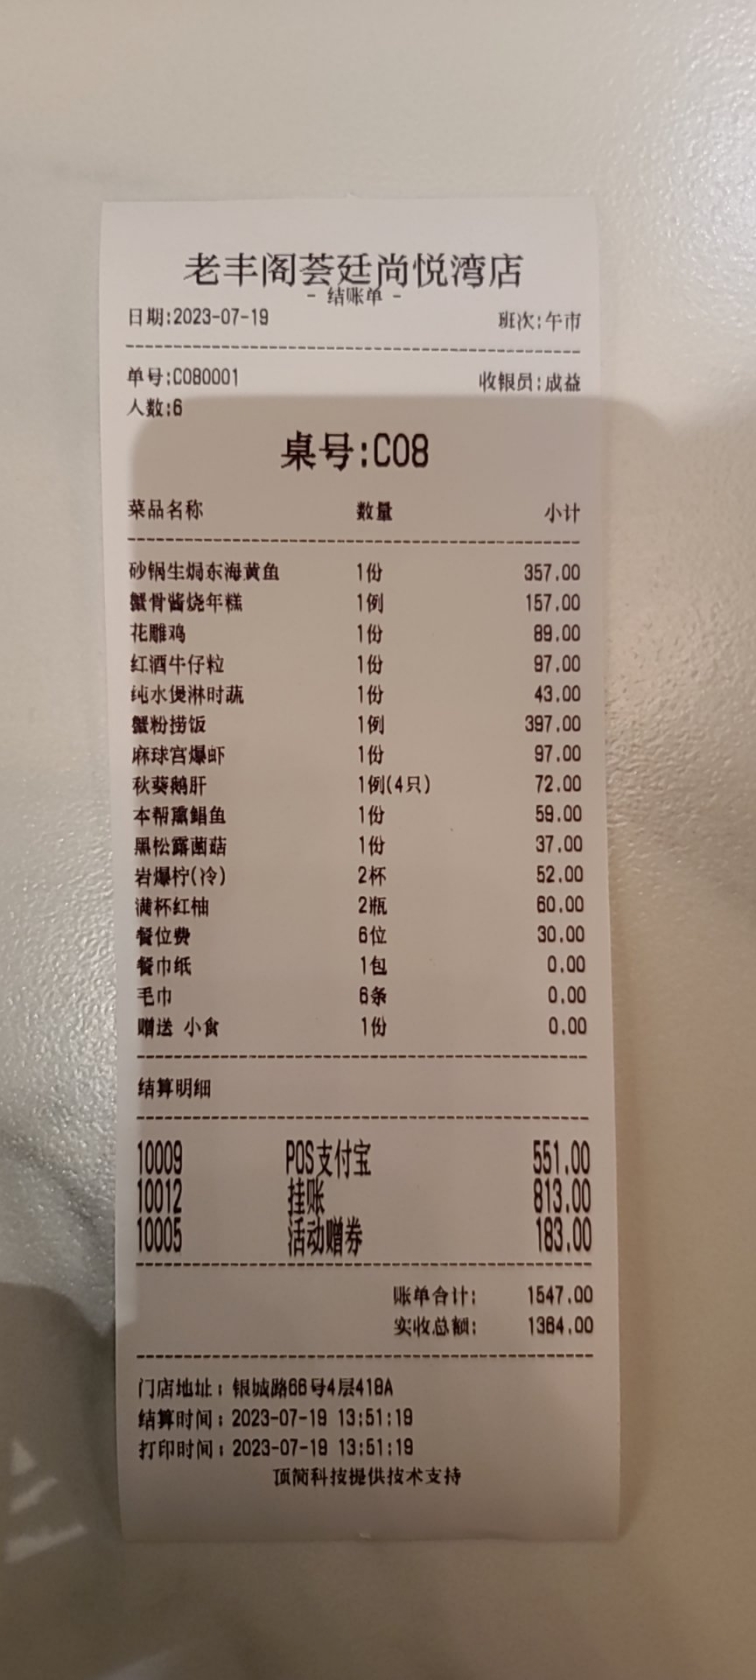 老丰阁荟廷尚悦湾店
- 结账单 -
日期:2023-07-19 班次:午市
单号:C080001 收银员:成益
人数:6
桌号:C08
菜品名称 数量 小计
砂锅生焗东海黄鱼 1份 357.00
蟹骨酱烧年糕 1例 157.00
花雕鸡 1份 89.00
红酒牛仔粒 1份 97.00
纯水煲淋时蔬 1份 43.00
蟹粉捞饭 1例 397.00
麻球宫爆虾 1份 97.00
秋葵鹅肝 1例(4只) 72.00
本帮熏鲳鱼 1份 59.00
黑松露菌菇 1份 37.00
岩爆柠(冷) 2杯 52.00
满杯红柚 2瓶 60.00
餐位费 6位 30.00
餐巾纸 1包 0.00
毛巾 6条 0.00
赠送 小食 1份 0.00
结算明细
10009 POS支付宝 551.00
10012 挂账 813.00
10005 活动赠券 183.00
账单合计: 1547.00
实收总额: 1364.00
门店地址: 银城路66号4层418A
结算时间: 2023-07-19 13:51:19
打印时间: 2023-07-19 13:51:19
顶简科技提供技术支持